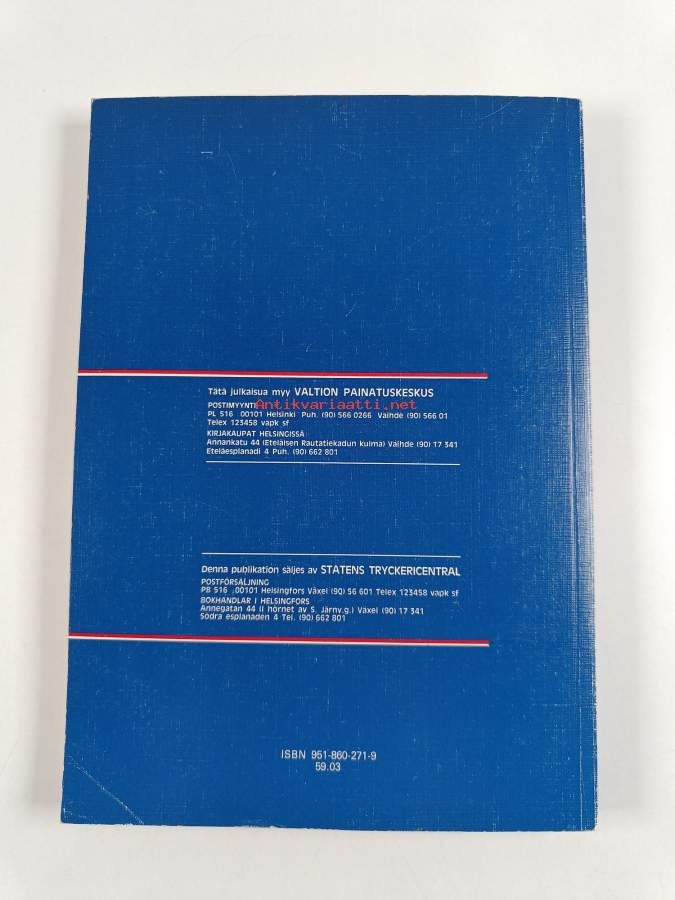 Tätä julkaisua myy VALTION PAINATUSKESKUS
POSTIMYYNTI
Antikvariaatti.net
PL 516 00101 Helsinki Puh. (90) 566 0266 Vaihde (90) 566 01
Telex 123458 vapk sf
KIRJAKAUPAT HELSINGISSÄ
Annankatu 44 (Eteläisen Rautatiekadun kulma) Vaihde (90) 17 341
Eteläesplanadi 4 Puh. (90) 662 801
Denna publikation säljes av STATENS TRYCKERICENTRAL
POSTFÖRSÄLJNING
PB 516 00101 Helsingfors Växel (90) 56 601 Telex 123458 vapk sf
BOKHANDLAR I HELSINGFORS
Annegatan 44 (i hörnet av S. Järnv.g.) Växel (90) 17 341
Södra esplanaden 4 Tel. (90) 662 801
ISBN 951-860-271-9
59.03